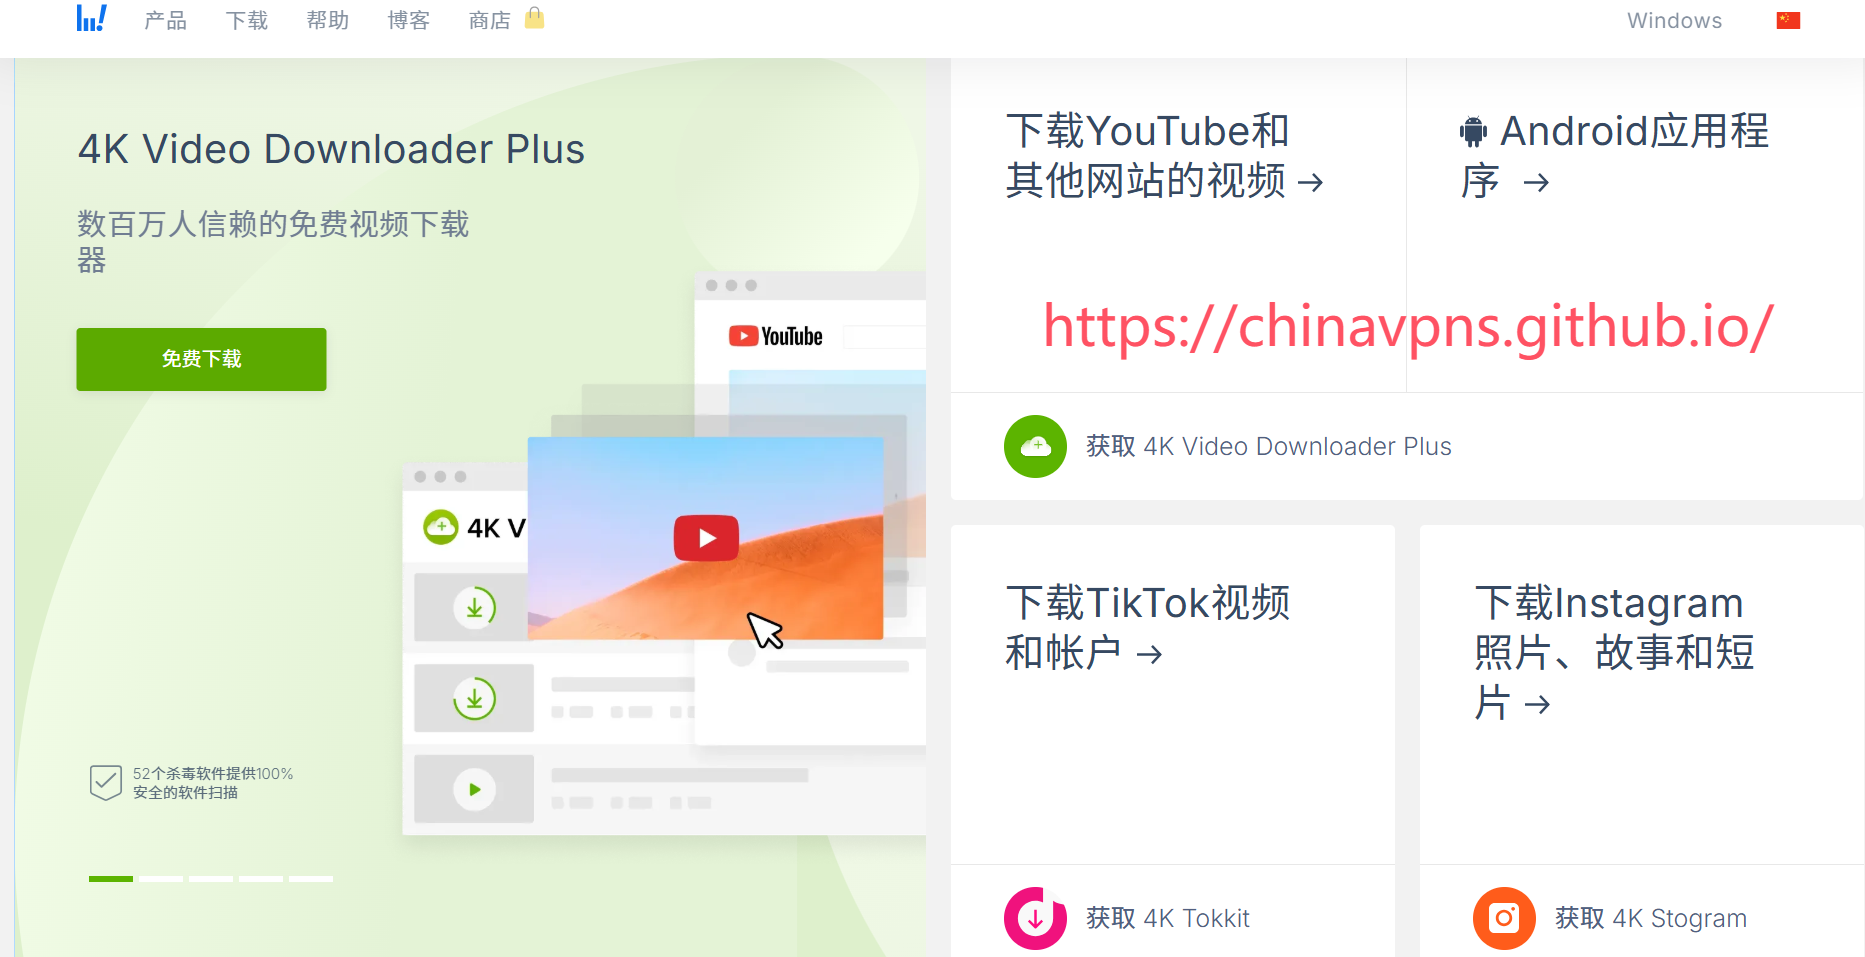 产品
下载
帮助
博客
商店
Windows
4K Video Downloader Plus
数百万人信赖的免费视频下载
器
免费下载
YouTube
4K V
52个杀毒软件提供100%
安全的软件扫描
下载YouTube和
其他网站的视频 →
Android应用程
序 →
https://chinavpns.github.io/
获取 4K Video Downloader Plus
下载TikTok视频
和帐户 →
获取 4K Tokkit
下载Instagram
照片、故事和短
片 →
获取 4K Stogram